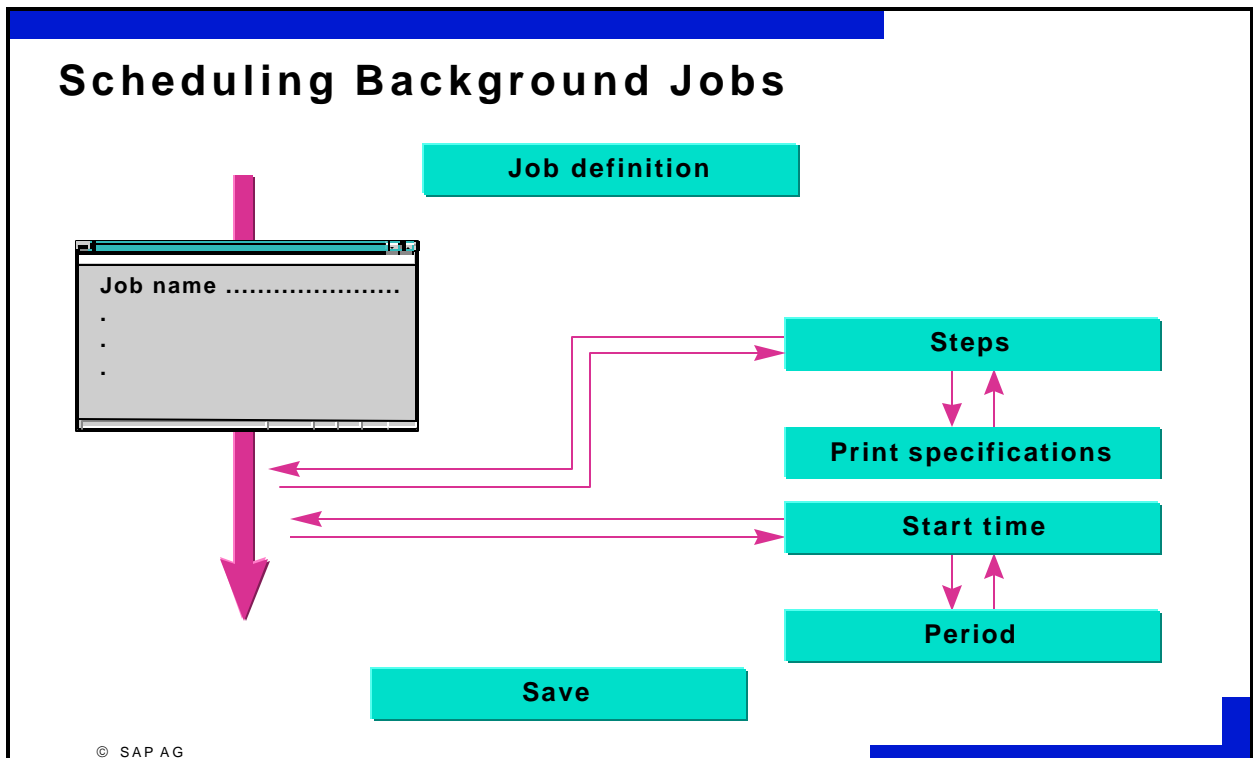 Scheduling Background Jobs
Job definition
Job name ......................
.
.
.
Steps
Print specifications
Start time
Period
Save
© SAP AG